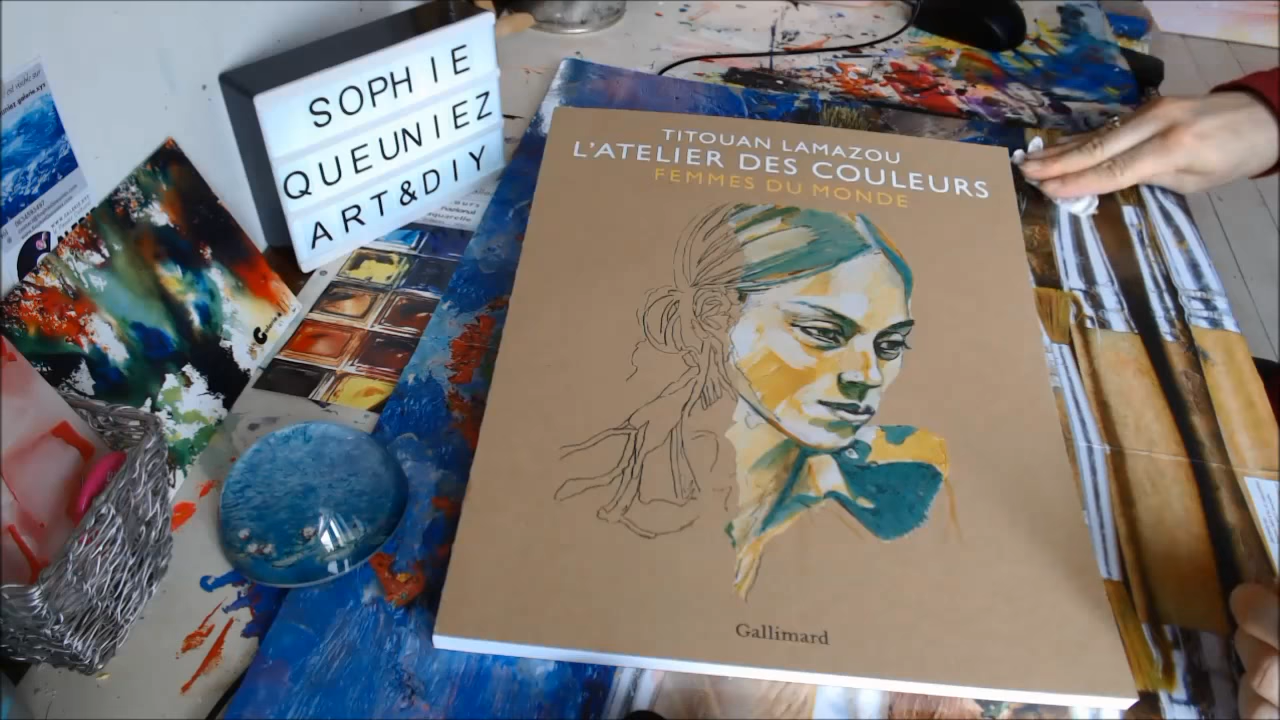 SOPHIE
QUEUNIEZ
ART&DIY
TITOUAN LAMAZOU
L'ATELIER DES COULEURS
FEMMES DU MONDE
Gallimard